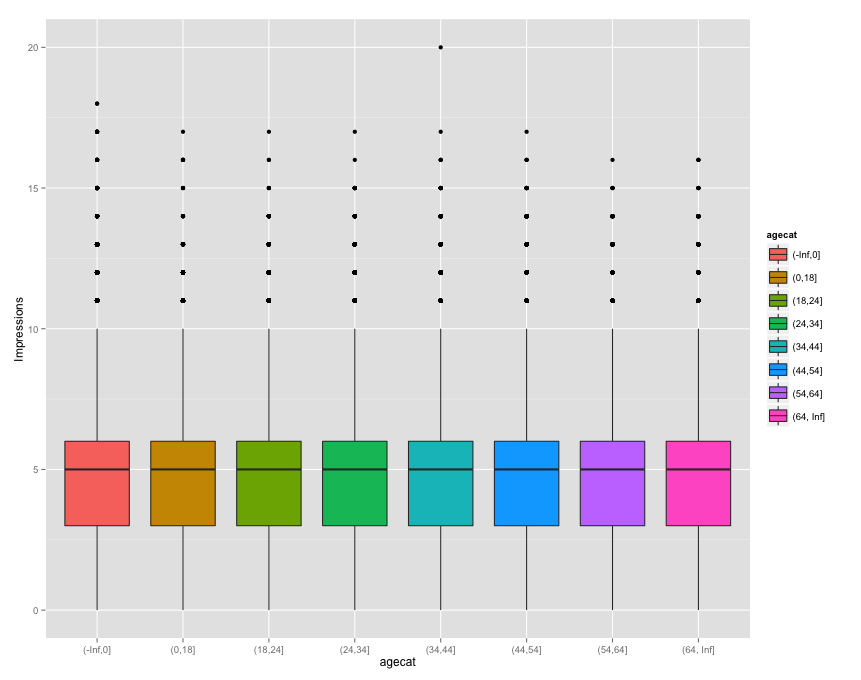 20
15
10
5
0
Impressions
(-Inf,0]
(0,18]
(18,24]
(24,34]
(34,44]
(44,54]
(54,64]
(64, Inf]
agecat
agecat
(-Inf,0]
(0,18]
(18,24]
(24,34]
(34,44]
(44,54]
(54,64]
(64, Inf]